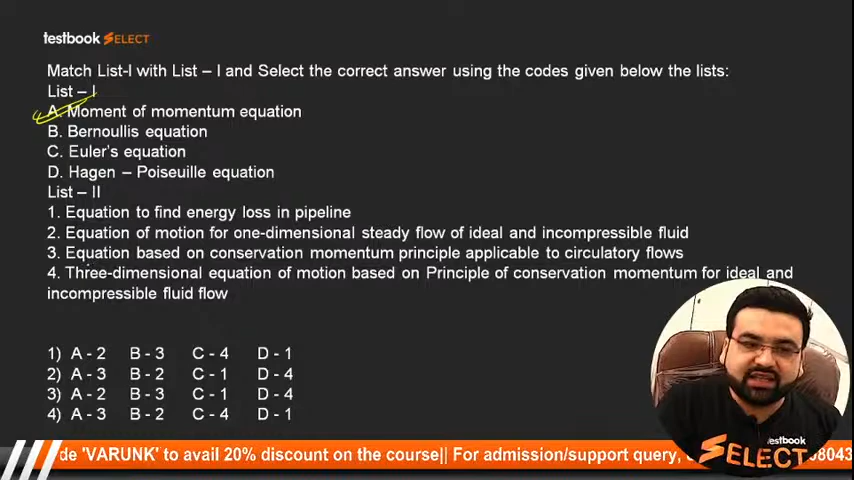 testbook SELECT
Match List-I with List – I and Select the correct answer using the codes given below the lists:
List – I
A. Moment of momentum equation
B. Bernoullis equation
C. Euler's equation
D. Hagen – Poiseuille equation
List – II
1. Equation to find energy loss in pipeline
2. Equation of motion for one-dimensional steady flow of ideal and incompressible fluid
3. Equation based on conservation momentum principle applicable to circulatory flows
4. Three-dimensional equation of motion based on Principle of conservation momentum for ideal and
incompressible fluid flow
1) A - 2 B - 3 C - 4 D - 1
2) A - 3 B - 2 C - 1 D - 4
3) A - 2 B - 3 C - 1 D - 4
4) A - 3 B - 2 C - 4 D - 1
testbook
SELECT
de 'VARUNK' to avail 20% discount on the course|| For admission/support query,